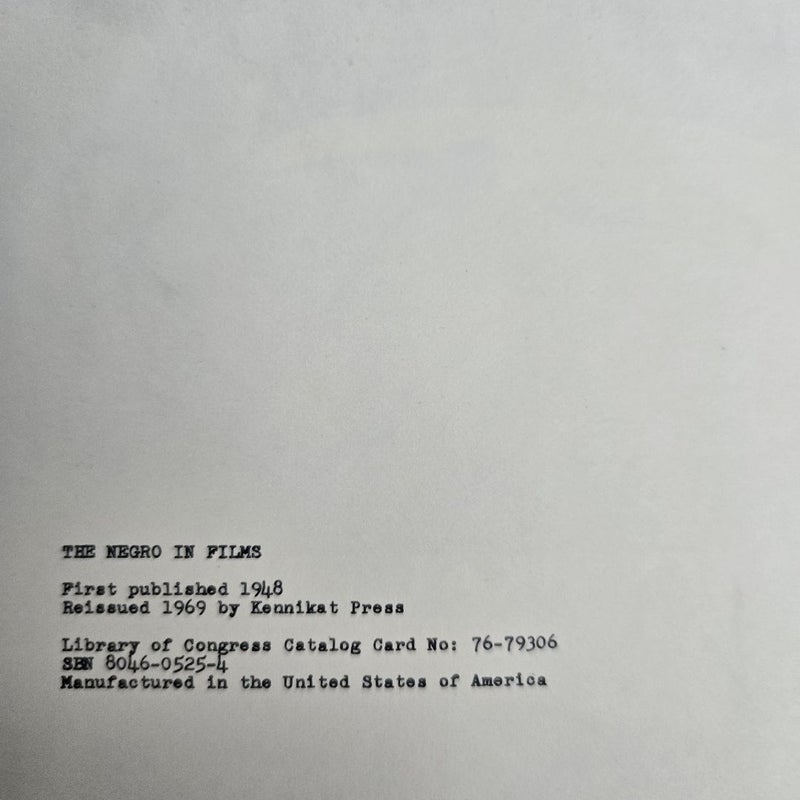 THE NEGRO IN FILMS
First published 1948
Reissued 1969 by Kennikat Press
Library of Congress Catalog Card No: 76-79306
SBN 8046-0525-4
Manufactured in the United States of America